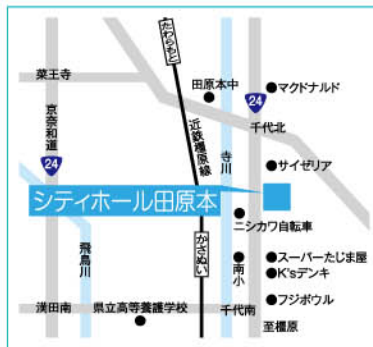 たわらもと
菜王寺
田原本中
24
マクドナルド
千代北
京奈和道
近鉄橿原線
寺川
24
サイゼリア
シティホール田原本
ニシカワ自転車
飛鳥川
かさぬい
南小
スーパーたじま屋
K'sデンキ
フジボウル
満田南
県立高等養護学校
千代南
至橿原